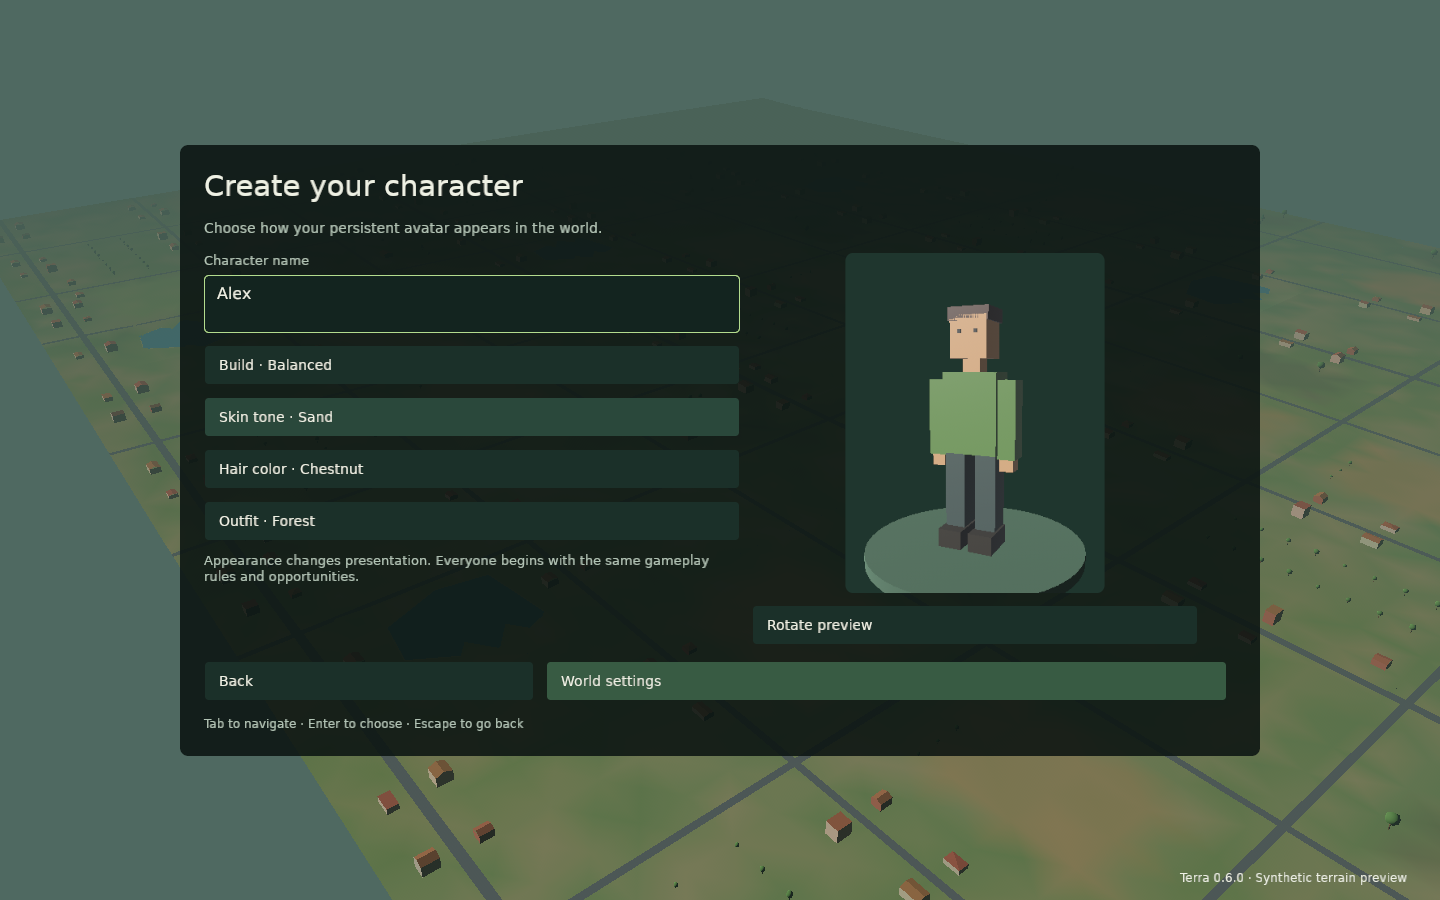 Create your character
Choose how your persistent avatar appears in the world.
Character name
Alex
Build · Balanced
Skin tone · Sand
Hair color · Chestnut
Outfit · Forest
Appearance changes presentation. Everyone begins with the same gameplay
rules and opportunities.
Rotate preview
Back
World settings
Tab to navigate · Enter to choose · Escape to go back
Terra 0.6.0 · Synthetic terrain preview